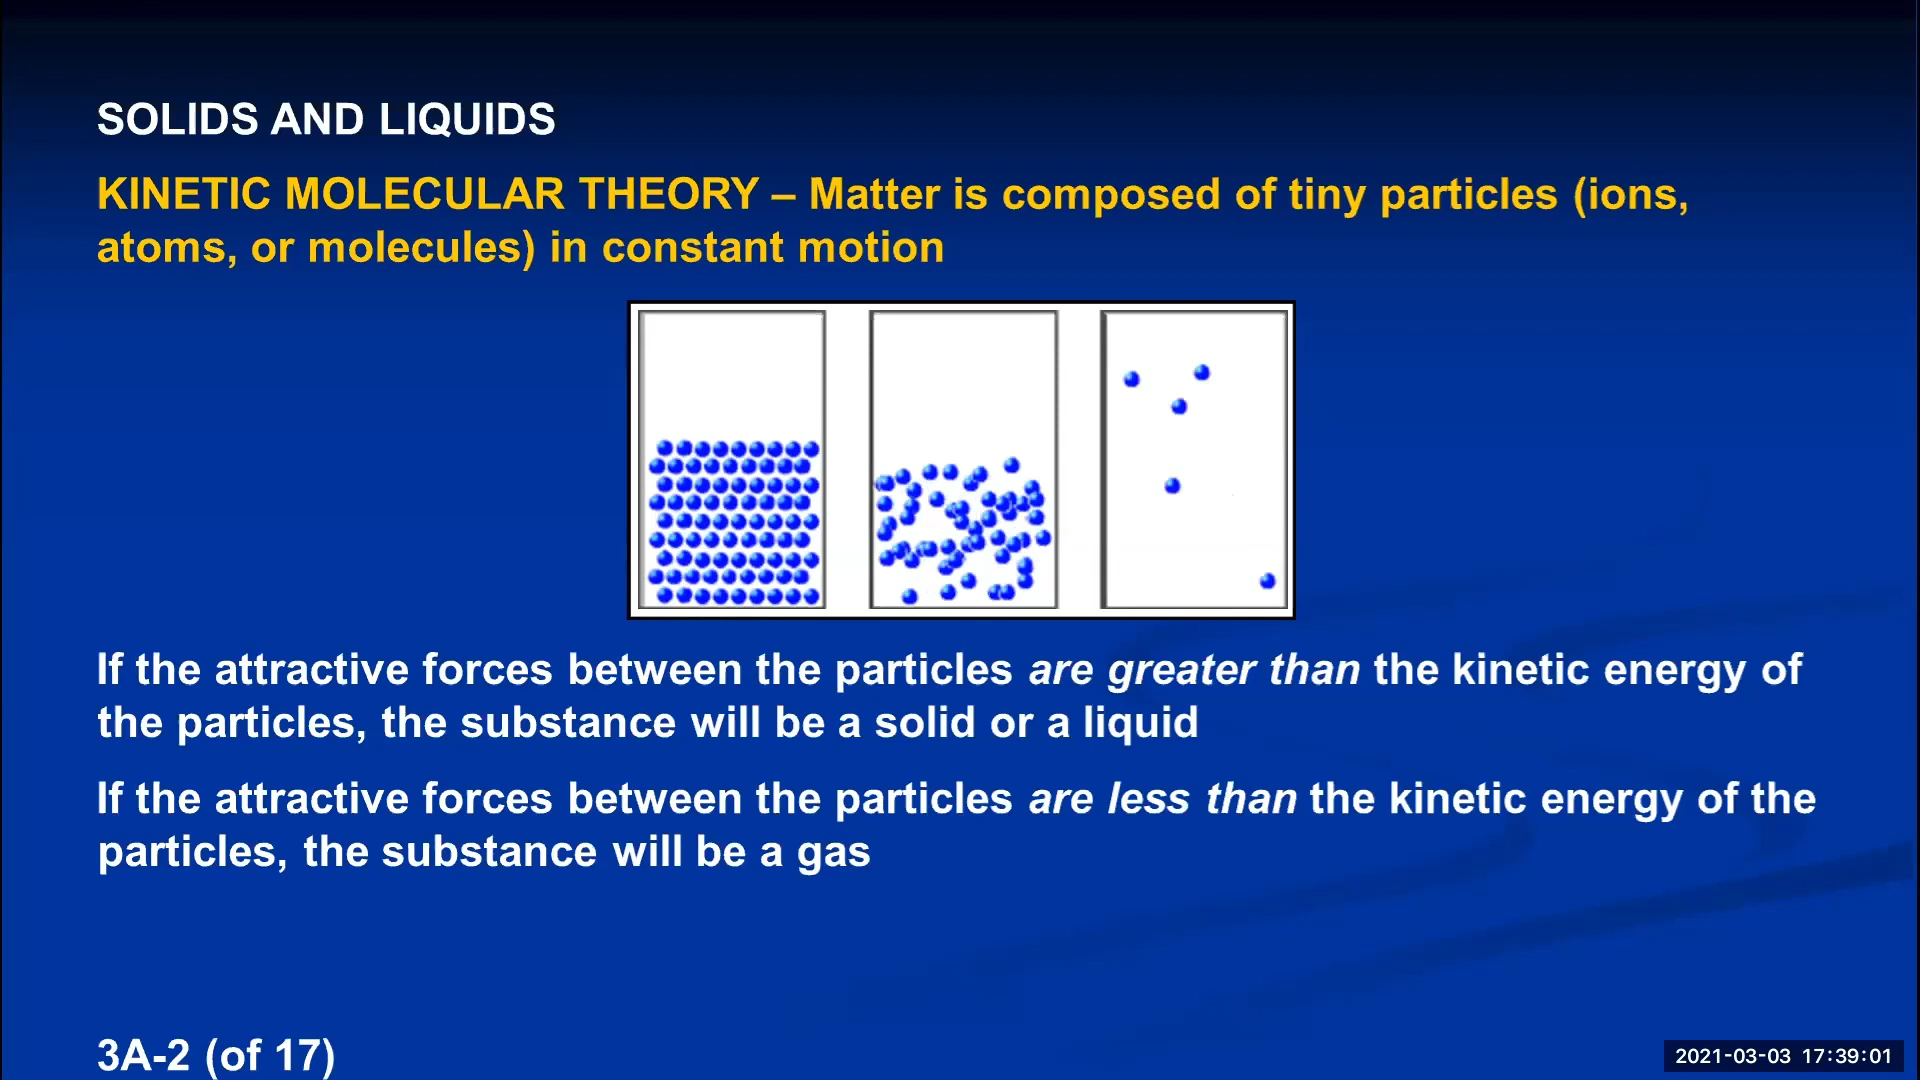 SOLIDS AND LIQUIDS
KINETIC MOLECULAR THEORY – Matter is composed of tiny particles (ions,
atoms, or molecules) in constant motion
If the attractive forces between the particles are greater than the kinetic energy of
the particles, the substance will be a solid or a liquid
If the attractive forces between the particles are less than the kinetic energy of the
particles, the substance will be a gas
3A-2 (of 17)
2021-03-03 17:39:01